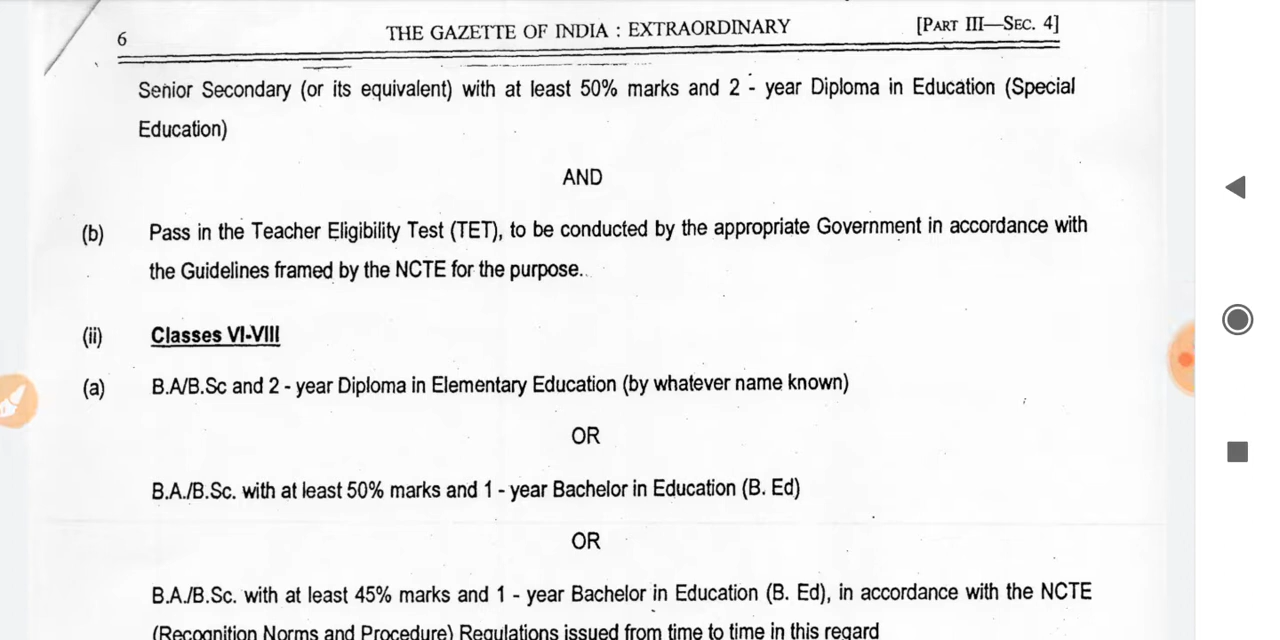 6
THE GAZETTE OF INDIA : EXTRAORDINARY
[PART III—SEC. 4]
Senior Secondary (or its equivalent) with at least 50% marks and 2 - year Diploma in Education (Special
Education)
AND
(b) Pass in the Teacher Eligibility Test (TET), to be conducted by the appropriate Government in accordance with
the Guidelines framed by the NCTE for the purpose.
(ii) Classes VI-VIII
(a) B.A/B.Sc and 2 - year Diploma in Elementary Education (by whatever name known)
OR
B.A./B.Sc. with at least 50% marks and 1 - year Bachelor in Education (B. Ed)
OR
B.A./B.Sc. with at least 45% marks and 1 - year Bachelor in Education (B. Ed), in accordance with the NCTE
(Recognition Norms and Procedure) Regulations issued from time to time in this regard